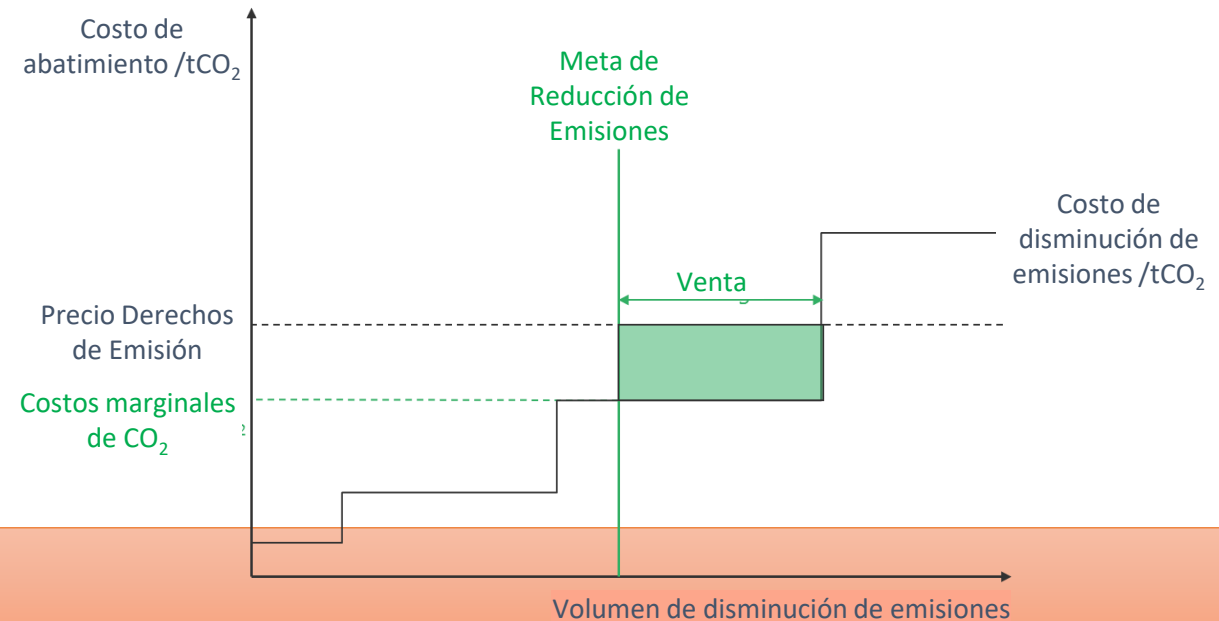 Costo de
abatimiento /tCO₂
Meta de
Reducción de
Emisiones
Costo de
disminución de
emisiones /tCO₂
Venta
Precio Derechos
de Emisión
Costos marginales
de CO₂
₂
Volumen de disminución de emisiones